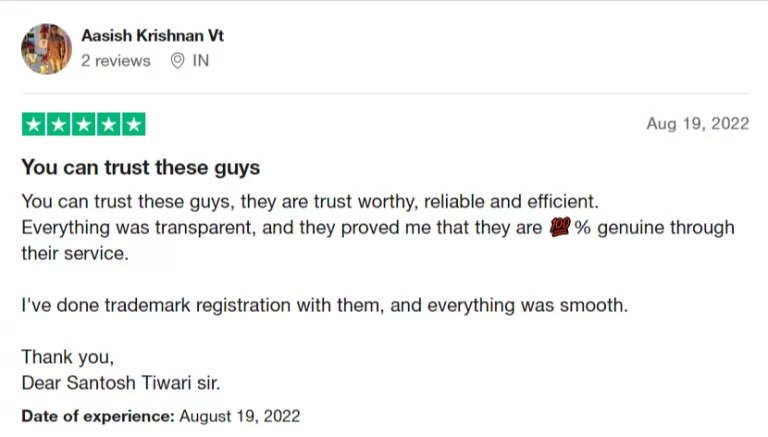 Aasish Krishnan Vt
2 reviews IN
Aug 19, 2022
You can trust these guys
You can trust these guys, they are trust worthy, reliable and efficient.
Everything was transparent, and they proved me that they are 💯 % genuine through
their service.
I've done trademark registration with them, and everything was smooth.
Thank you,
Dear Santosh Tiwari sir.
Date of experience: August 19, 2022